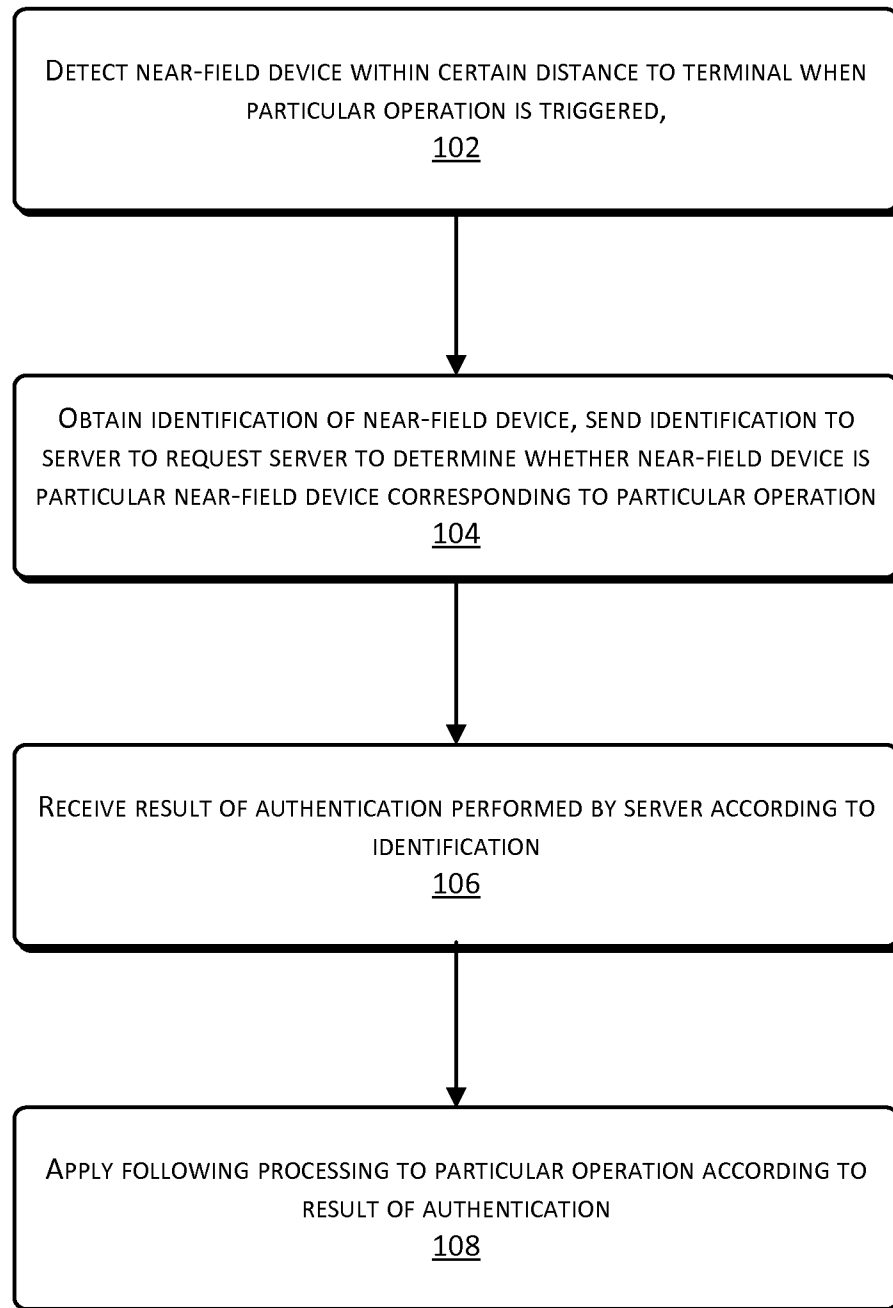 DETECT NEAR-FIELD DEVICE WITHIN CERTAIN DISTANCE TO TERMINAL WHEN
PARTICULAR OPERATION IS TRIGGERED,
102
OBTAIN IDENTIFICATION OF NEAR-FIELD DEVICE, SEND IDENTIFICATION TO
SERVER TO REQUEST SERVER TO DETERMINE WHETHER NEAR-FIELD DEVICE IS
PARTICULAR NEAR-FIELD DEVICE CORRESPONDING TO PARTICULAR OPERATION
104
RECEIVE RESULT OF AUTHENTICATION PERFORMED BY SERVER ACCORDING TO
IDENTIFICATION
106
APPLY FOLLOWING PROCESSING TO PARTICULAR OPERATION ACCORDING TO
RESULT OF AUTHENTICATION
108